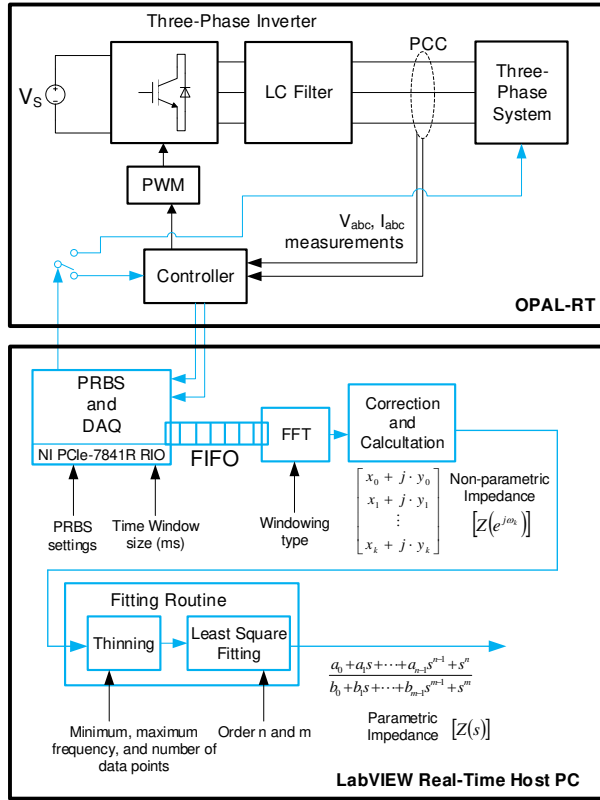 Three-Phase Inverter
PCC
V_S
LC Filter
Three-
Phase
System
PWM
V_abc, I_abc
measurements
Controller
OPAL-RT
PRBS
and
DAQ
NI PCIe-7841R RIO
FIFO
FFT
Correction
and
Calcultation
PRBS
settings
Time Window
size (ms)
Windowing
type
x_0 + j · y_0
x_1 + j · y_1
⋮
x_k + j · y_k
Non-parametric
Impedance
[Z(e^{jω_k})]
Fitting Routine
Thinning
Least Square
Fitting
a_0 + a_1 s + ⋯ + a_{n-1} s^{n-1} + s^n
b_0 + b_1 s + ⋯ + b_{m-1} s^{m-1} + s^m
Minimum, maximum
frequency, and number of
data points
Order n and m
Parametric
Impedance [Z(s)]
LabVIEW Real-Time Host PC